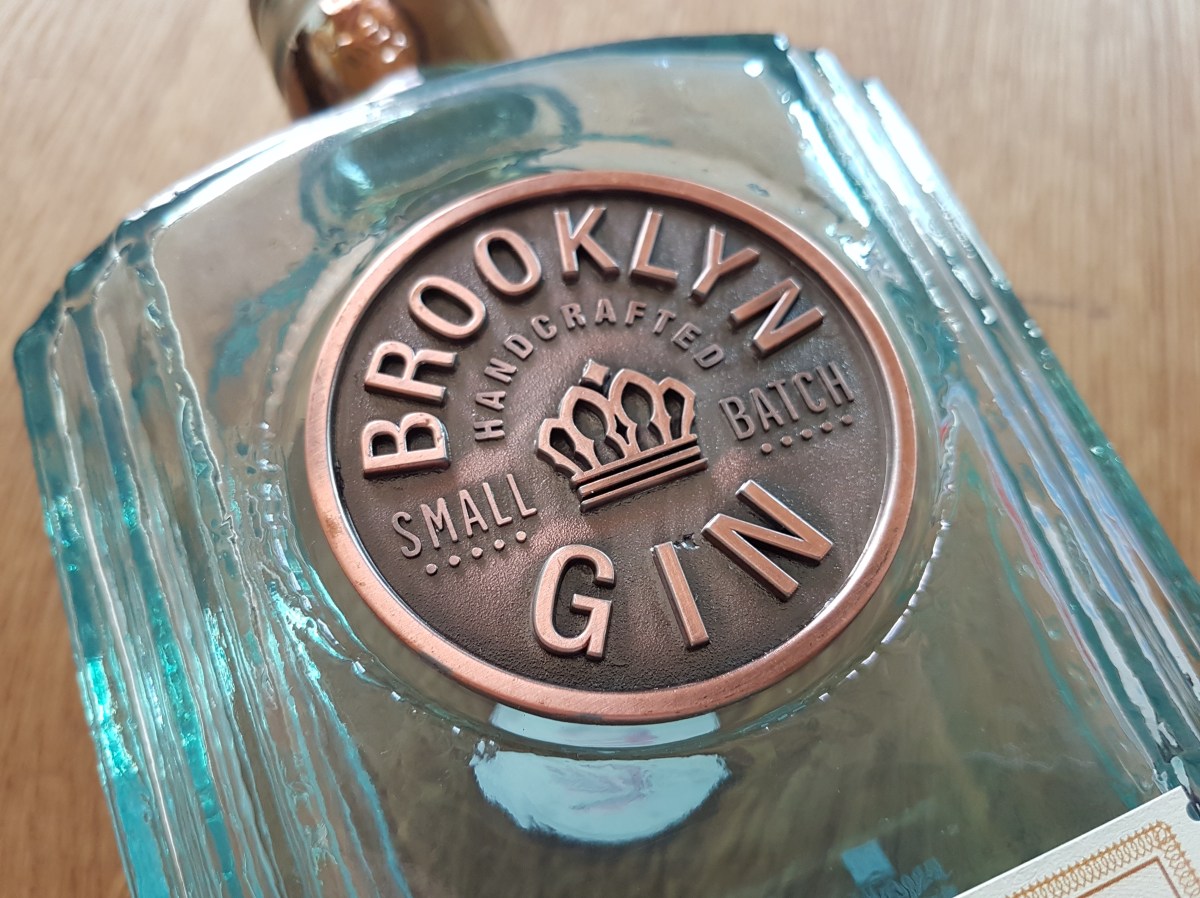 BROOKLYN
HANDCRAFTED
SMALL BATCH
GIN